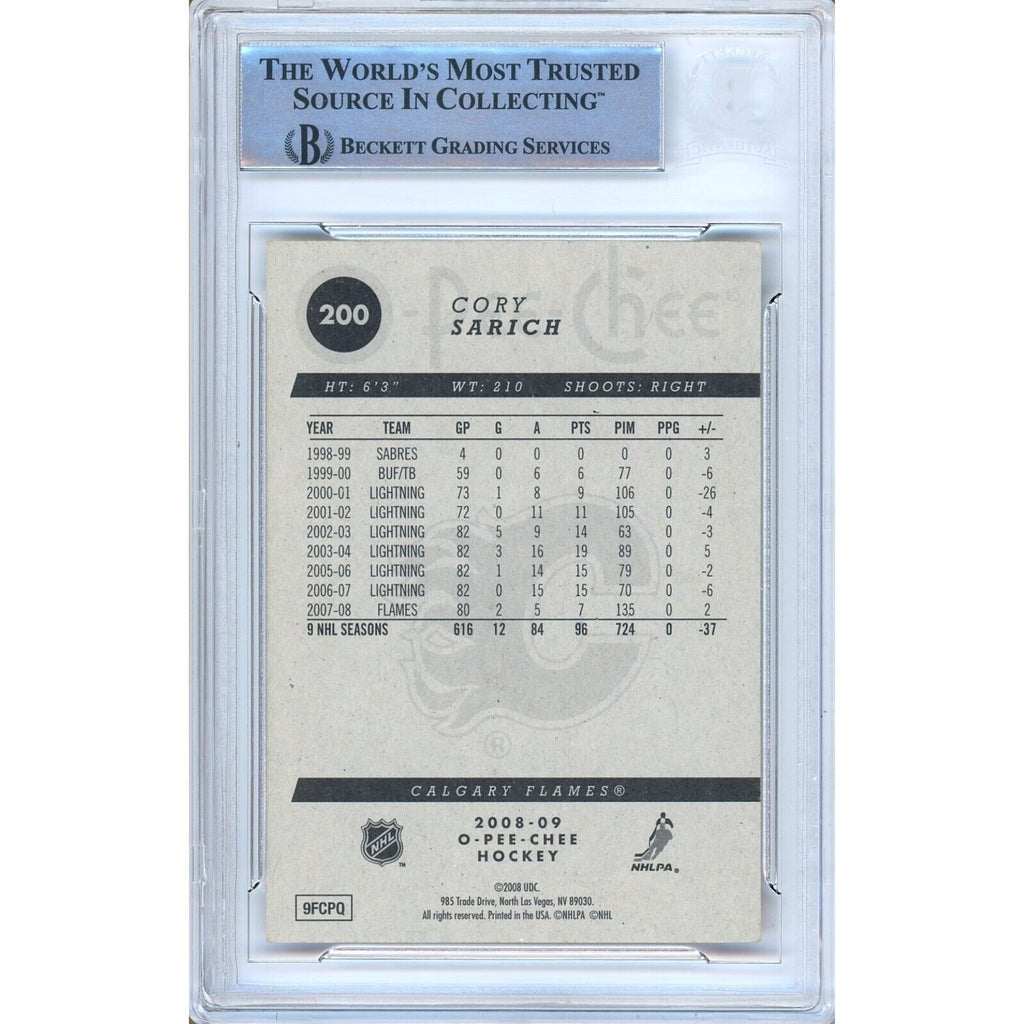 THE WORLD'S MOST TRUSTED
SOURCE IN COLLECTING™
B BECKETT GRADING SERVICES
O-Pee-Chee
200
CORY
SARICH
HT: 6'3" WT: 210 SHOOTS: RIGHT
YEAR TEAM GP G A PTS PIM PPG +/-
1998-99 SABRES 4 0 0 0 0 0 3
1999-00 BUF/TB 59 0 6 6 77 0 -6
2000-01 LIGHTNING 73 1 8 9 106 0 -26
2001-02 LIGHTNING 72 0 11 11 105 0 -4
2002-03 LIGHTNING 82 5 9 14 63 0 -3
2003-04 LIGHTNING 82 3 16 19 89 0 5
2005-06 LIGHTNING 82 1 14 15 79 0 -2
2006-07 LIGHTNING 82 0 15 15 70 0 -6
2007-08 FLAMES 80 2 5 7 135 0 2
9 NHL SEASONS 616 12 84 96 724 0 -37
C
®
CALGARY FLAMES®
NHL ™
2008-09
O-PEE-CHEE
HOCKEY
NHLPA®
©2008 UDC.
985 Trade Drive, North Las Vegas, NV 89030.
All rights reserved. Printed in the USA. ©NHLPA ©NHL
9FCPQ